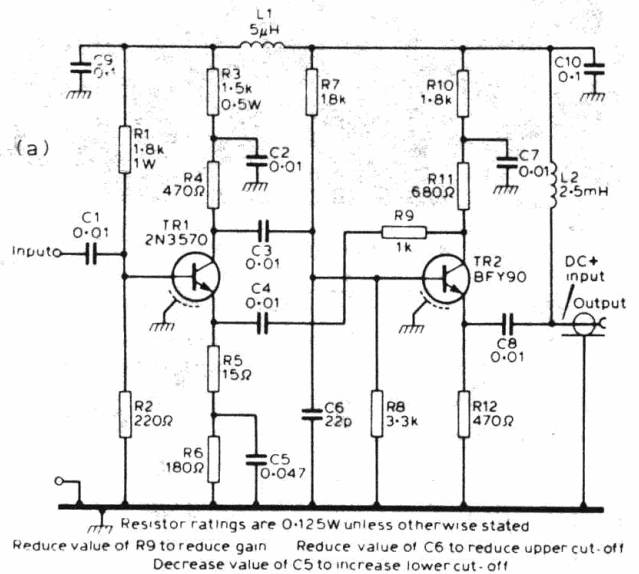 L1
5µH
C9
0·1
C10
0·1
R3
1·5k
0·5W
R7
18k
R10
1·8k
(a)
R1
1·8k
1W
C2
0·01
C7
0·01
R4
470Ω
R11
680Ω
L2
2·5mH
C1
0·01
TR1
2N3570
R9
1k
C3
0·01
Input
TR2
BFY90
DC+
input
C4
0·01
Output
C8
0·01
R5
15Ω
R2
220Ω
C6
22p
R8
3·3k
R12
470Ω
R6
180Ω
C5
0·047
Resistor ratings are 0·125W unless otherwise stated
Reduce value of R9 to reduce gain Reduce value of C6 to reduce upper cut-off
Decrease value of C5 to increase lower cut-off